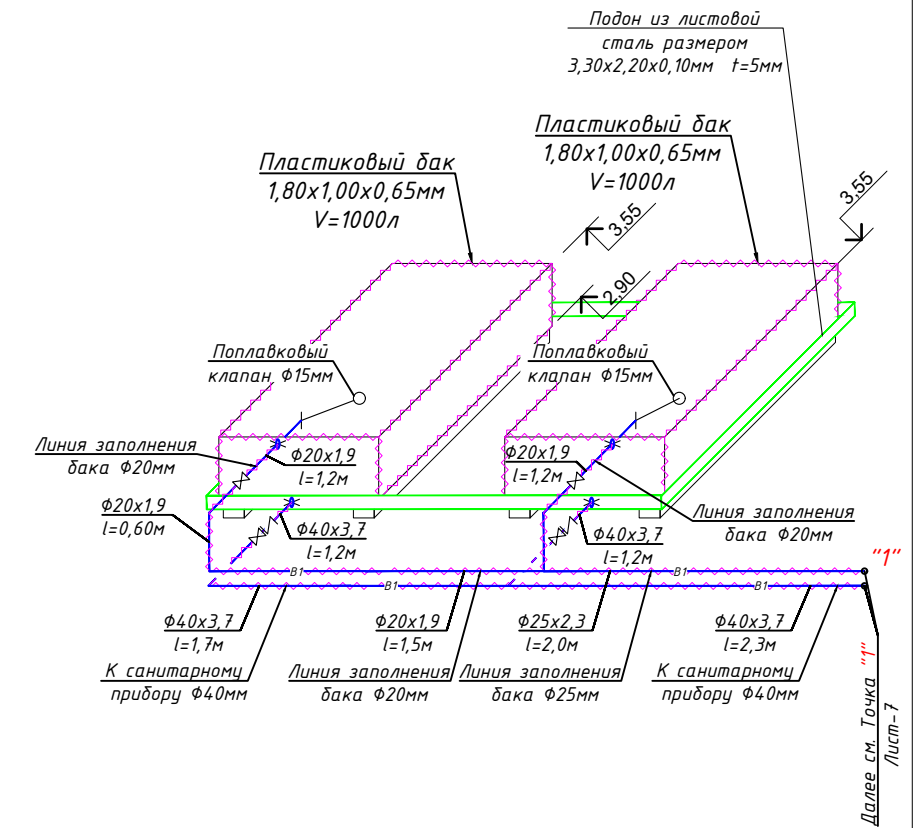 Подон из листовой
сталь размером
3,30х2,20х0,10мм t=5мм
Пластиковый бак
1,80х1,00х0,65мм
V=1000л
Пластиковый бак
1,80х1,00х0,65мм
V=1000л
3,55
3,55
2,90
Поплавковый
клапан Ф15мм
Поплавковый
клапан Ф15мм
Линия заполнения
бака Ф20мм
Ф20х1,9
l=1,2м
Ф20х1,9
l=1,2м
Ф20х1,9
l=0,60м
Ф40х3,7
l=1,2м
Ф40х3,7
l=1,2м
Линия заполнения
бака Ф20мм
"1"
В1
В1
В1
В1
Ф40х3,7
l=1,7м
Ф20х1,9
l=1,5м
Ф25х2,3
l=2,0м
Ф40х3,7
l=2,3м
К санитарному
прибору Ф40мм
Линия заполнения
бака Ф20мм
Линия заполнения
бака Ф25мм
К санитарному
прибору Ф40мм
Далее см. Точка "1"
Лист-7